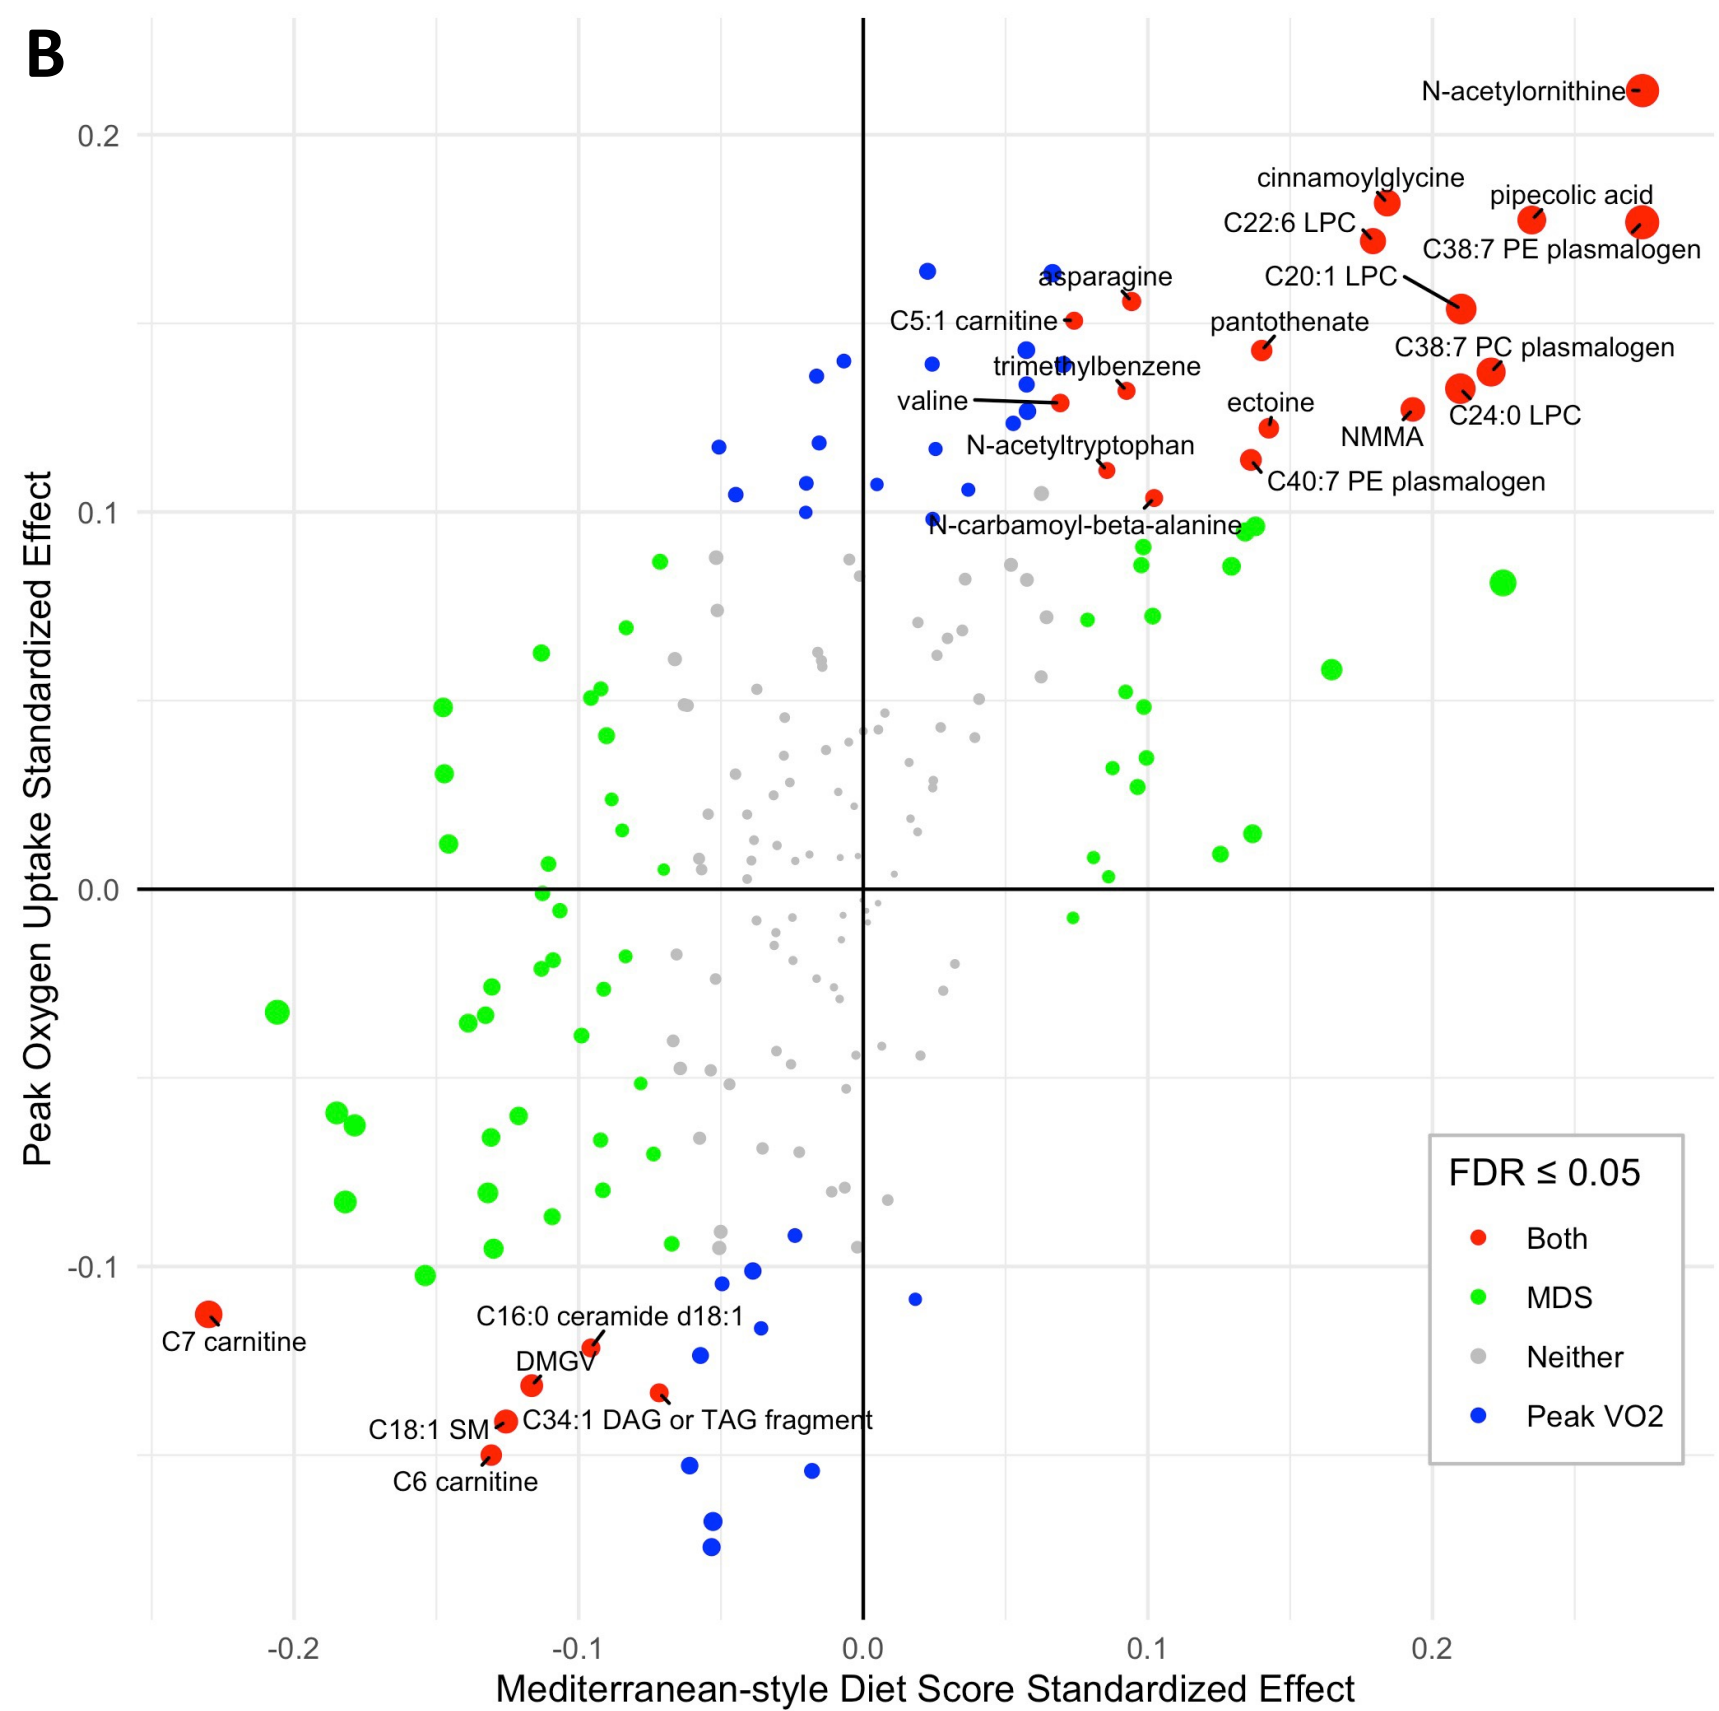 B
N-acetylornithine
0.2
cinnamoylglycine
pipecolic acid
C22:6 LPC
C38:7 PE plasmalogen
asparagine
C20:1 LPC
C5:1 carnitine
pantothenate
C38:7 PC plasmalogen
trimethylbenzene
valine
ectoine
C24:0 LPC
NMMA
N-acetyltryptophan
C40:7 PE plasmalogen
0.1
N-carbamoyl-beta-alanine
Peak Oxygen Uptake Standardized Effect
0.0
FDR ≤ 0.05
Both
MDS
Neither
Peak VO2
-0.1
C16:0 ceramide d18:1
C7 carnitine
DMGV
C34:1 DAG or TAG fragment
C18:1 SM
C6 carnitine
-0.2
-0.1
0.0
0.1
0.2
Mediterranean-style Diet Score Standardized Effect